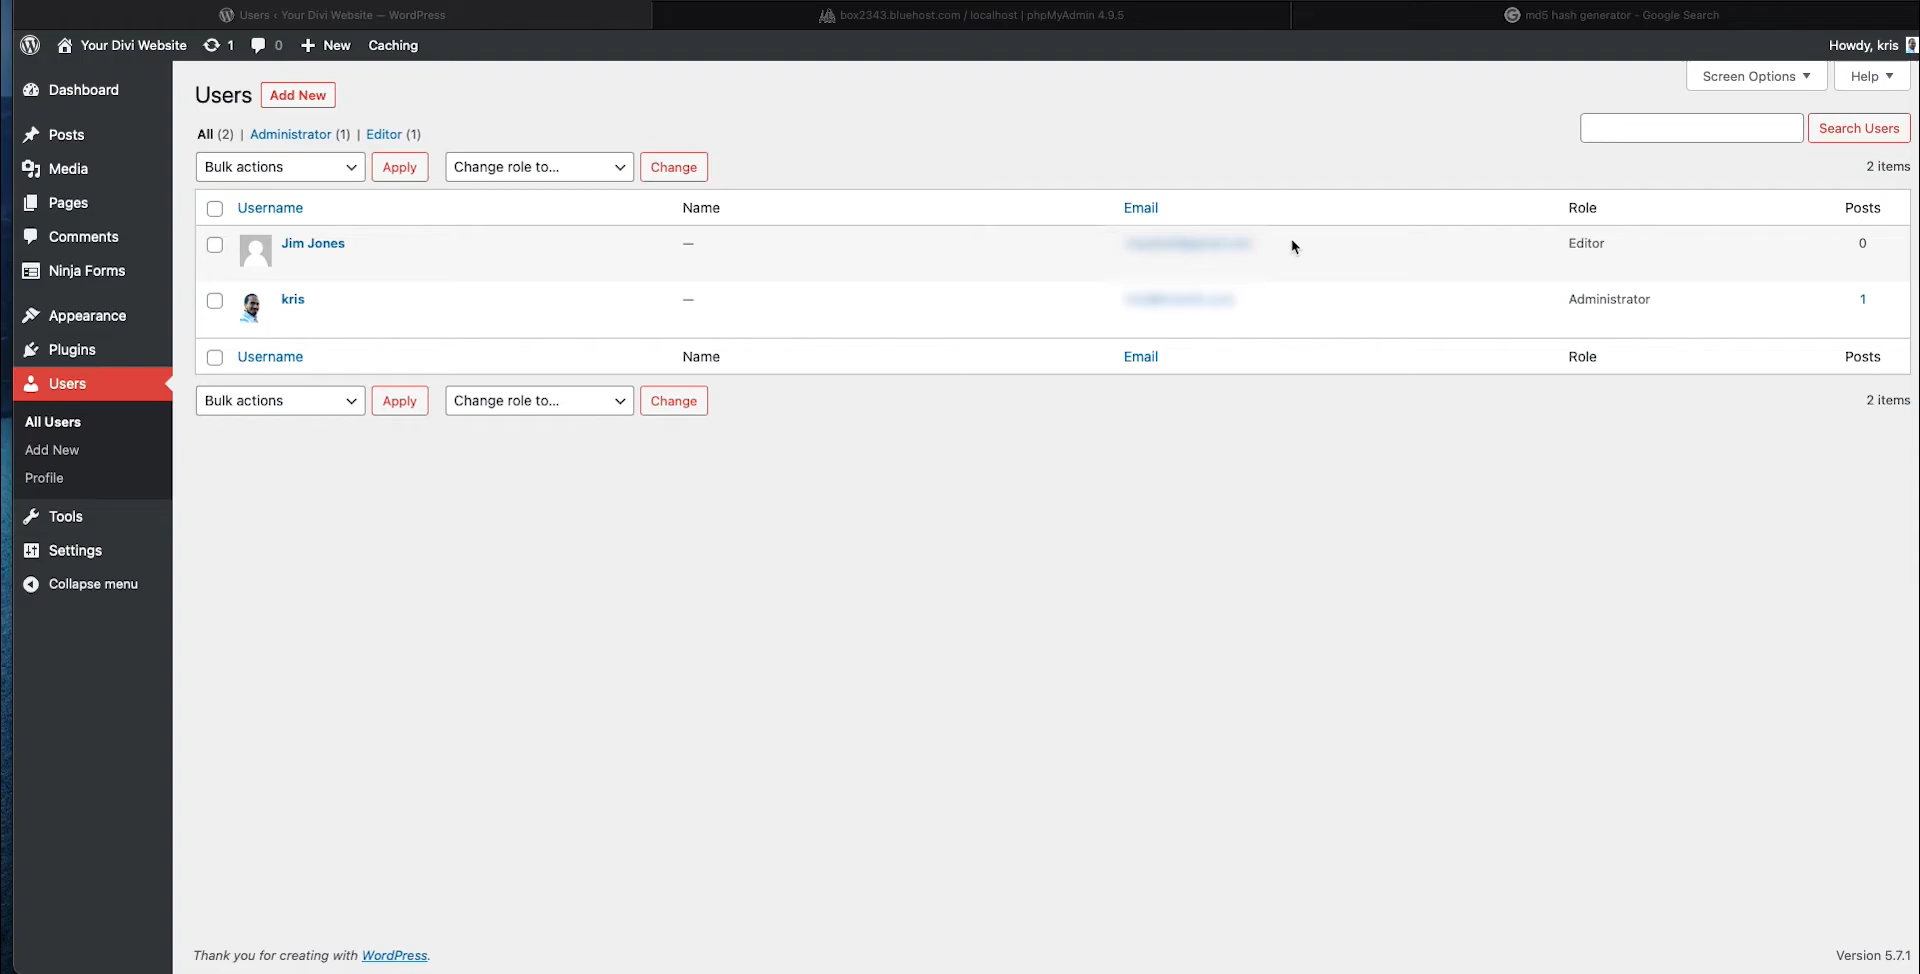 Users ‹ Your Divi Website — WordPress
box2343.bluehost.com / localhost | phpMyAdmin 4.9.5
md5 hash generator - Google Search
Your Divi Website 1 0 New Caching
Howdy, kris
Screen Options ▼ Help ▼
Dashboard
Posts
Media
Pages
Comments
Ninja Forms
Appearance
Plugins
Users
All Users
Add New
Profile
Tools
Settings
Collapse menu
Users Add New
All (2) | Administrator (1) | Editor (1)
Search Users
Bulk actions Apply Change role to... Change
2 items
Username Name Email Role Posts
Jim Jones — Editor 0
kris — Administrator 1
Username Name Email Role Posts
Bulk actions Apply Change role to... Change
2 items
Thank you for creating with WordPress.
Version 5.7.1